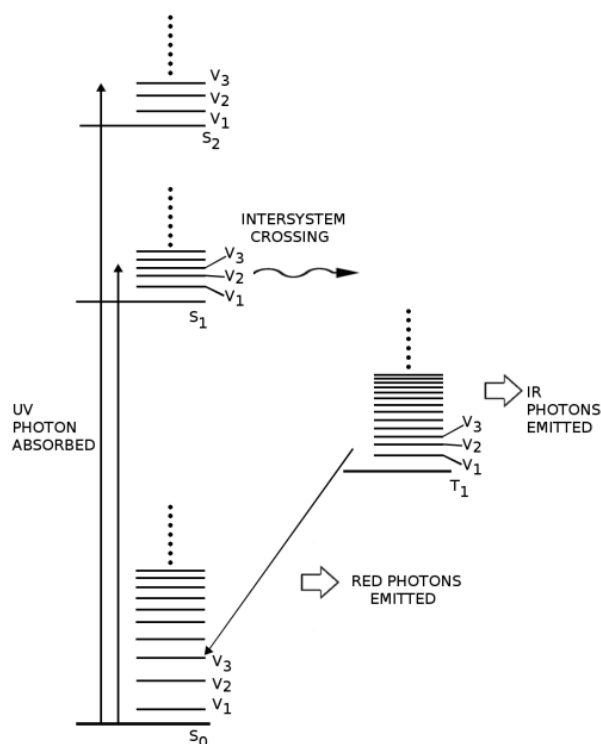 V3
V2
V1
S2
INTERSYSTEM
CROSSING
V3
V2
V1
S1
UV
PHOTON
ABSORBED
IR
PHOTONS
EMITTED
V3
V2
V1
T1
RED PHOTONS
EMITTED
V3
V2
V1
S0